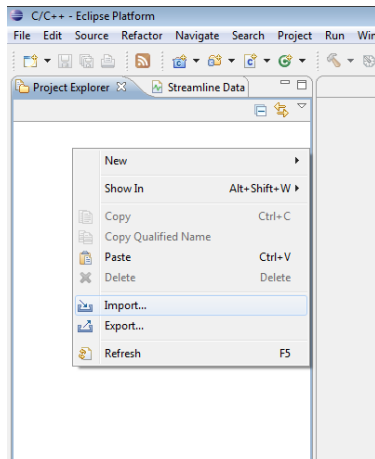 C/C++ - Eclipse Platform
File Edit Source Refactor Navigate Search Project Run
Project Explorer Streamline Data
New
Show In Alt+Shift+W
Copy Ctrl+C
Copy Qualified Name
Paste Ctrl+V
Delete Delete
Import...
Export...
Refresh F5